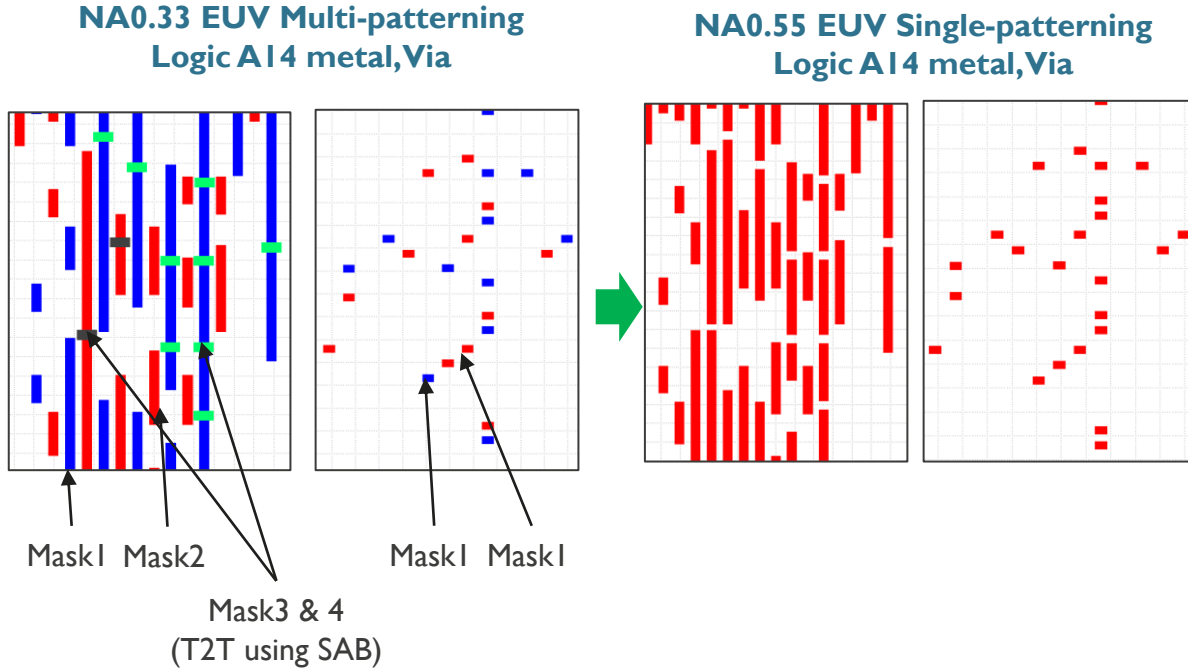 NA0.33 EUV Multi-patterning
Logic A14 metal, Via
NA0.55 EUV Single-patterning
Logic A14 metal, Via
Mask1 Mask2
Mask1 Mask1
Mask3 & 4
(T2T using SAB)